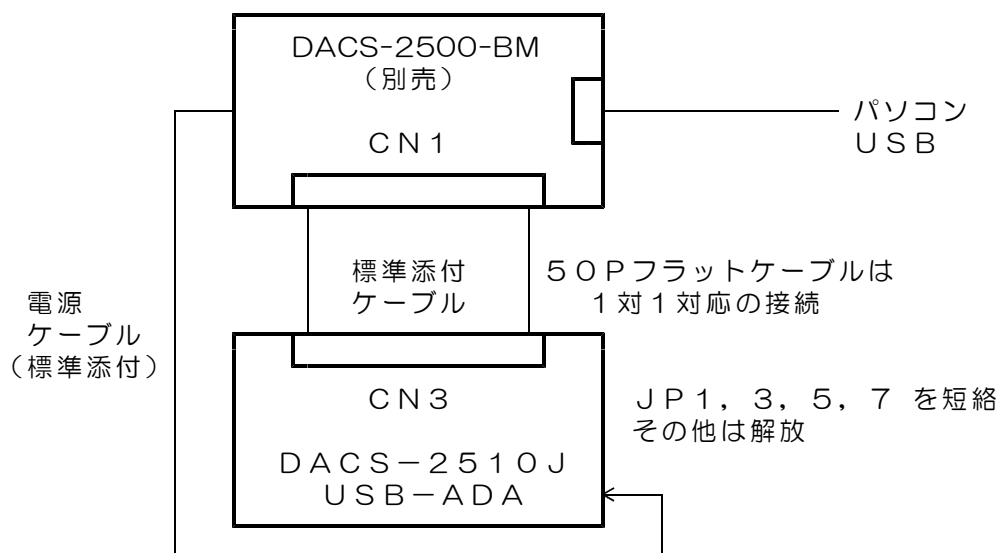 DACS-2500-BM
（別売）
CN1
パソコン
USB
標準添付
ケーブル
50Pフラットケーブルは
1対1対応の接続
電源
ケーブル
（標準添付）
CN3
JP1，3，5，7 を短絡
その他は解放
DACS－2510J
USB－ADA